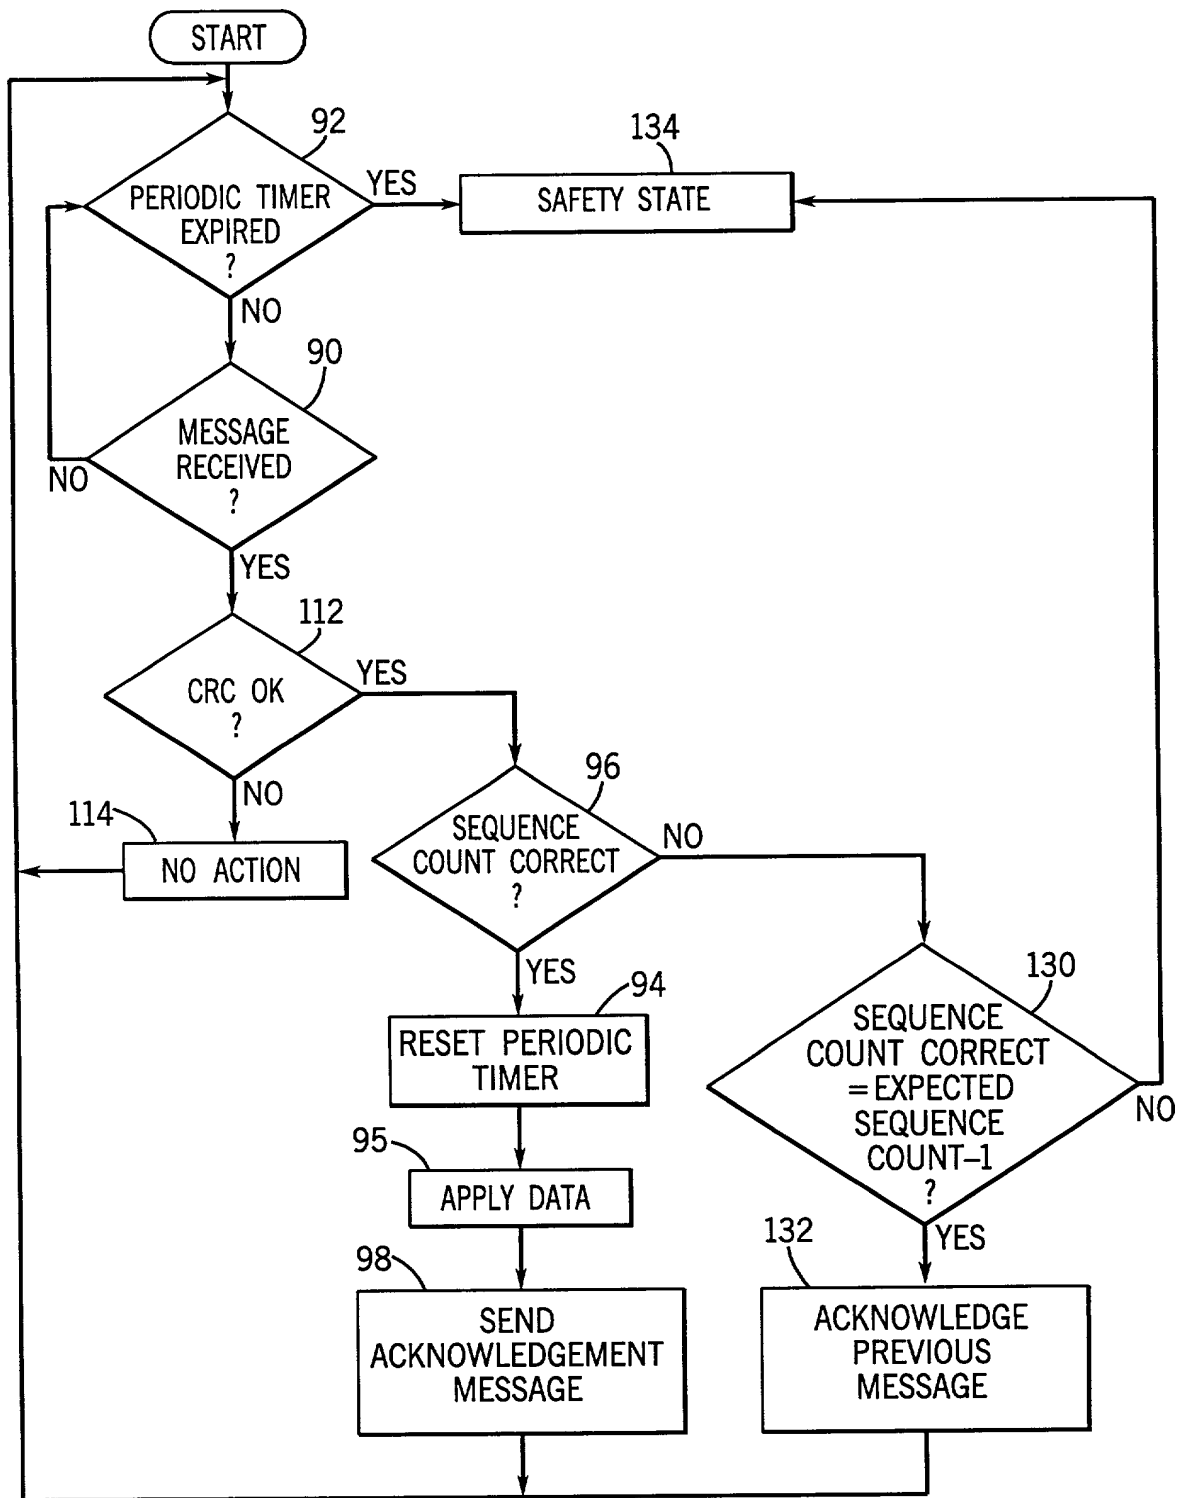 START
92
134
PERIODIC TIMER
EXPIRED
?
YES
SAFETY STATE
NO
90
MESSAGE
RECEIVED
?
NO
YES
112
CRC OK
?
YES
NO
114
NO ACTION
96
SEQUENCE
COUNT CORRECT
?
NO
YES
94
RESET PERIODIC
TIMER
130
SEQUENCE
COUNT CORRECT
=EXPECTED
SEQUENCE
COUNT–1
?
NO
YES
95
APPLY DATA
98
SEND
ACKNOWLEDGEMENT
MESSAGE
132
ACKNOWLEDGE
PREVIOUS
MESSAGE